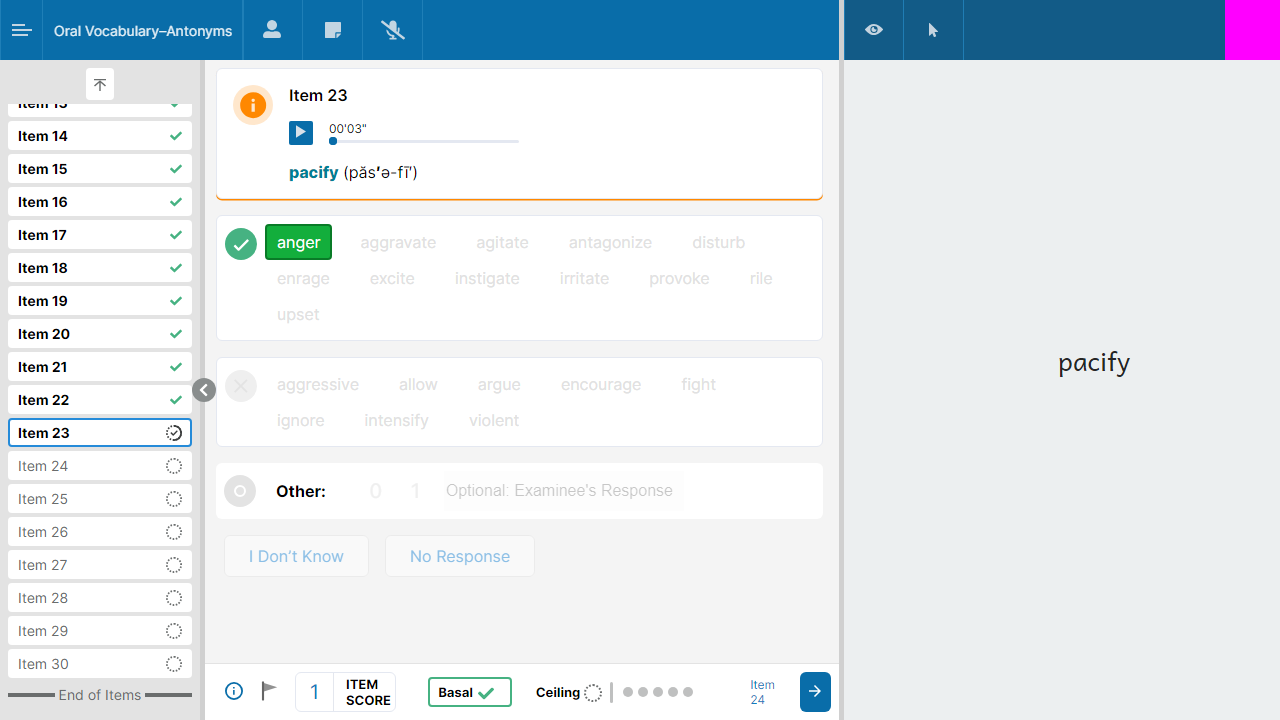 Oral Vocabulary–Antonyms
Item 13
Item 14
Item 15
Item 16
Item 17
Item 18
Item 19
Item 20
Item 21
Item 22
Item 23
Item 24
Item 25
Item 26
Item 27
Item 28
Item 29
Item 30
End of Items
Item 23
00'03"
pacify (păs′ə-fī′)
anger aggravate agitate antagonize disturb
enrage excite instigate irritate provoke rile
upset
aggressive allow argue encourage fight
ignore intensify violent
Other: 0 1 Optional: Examinee's Response
I Don't Know No Response
1 ITEM
SCORE
Basal
Ceiling
Item
24
pacify